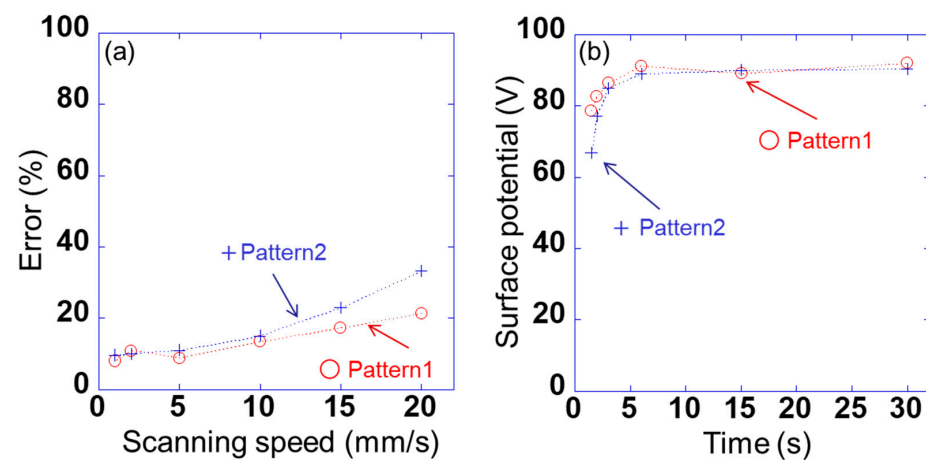 (a)
100
80
60
40
20
0
Error (%)
0 5 10 15 20
Scanning speed (mm/s)
+ Pattern2
Pattern1
(b)
100
80
60
40
20
0
Surface potential (V)
0 5 10 15 20 25 30
Time (s)
Pattern1
+ Pattern2